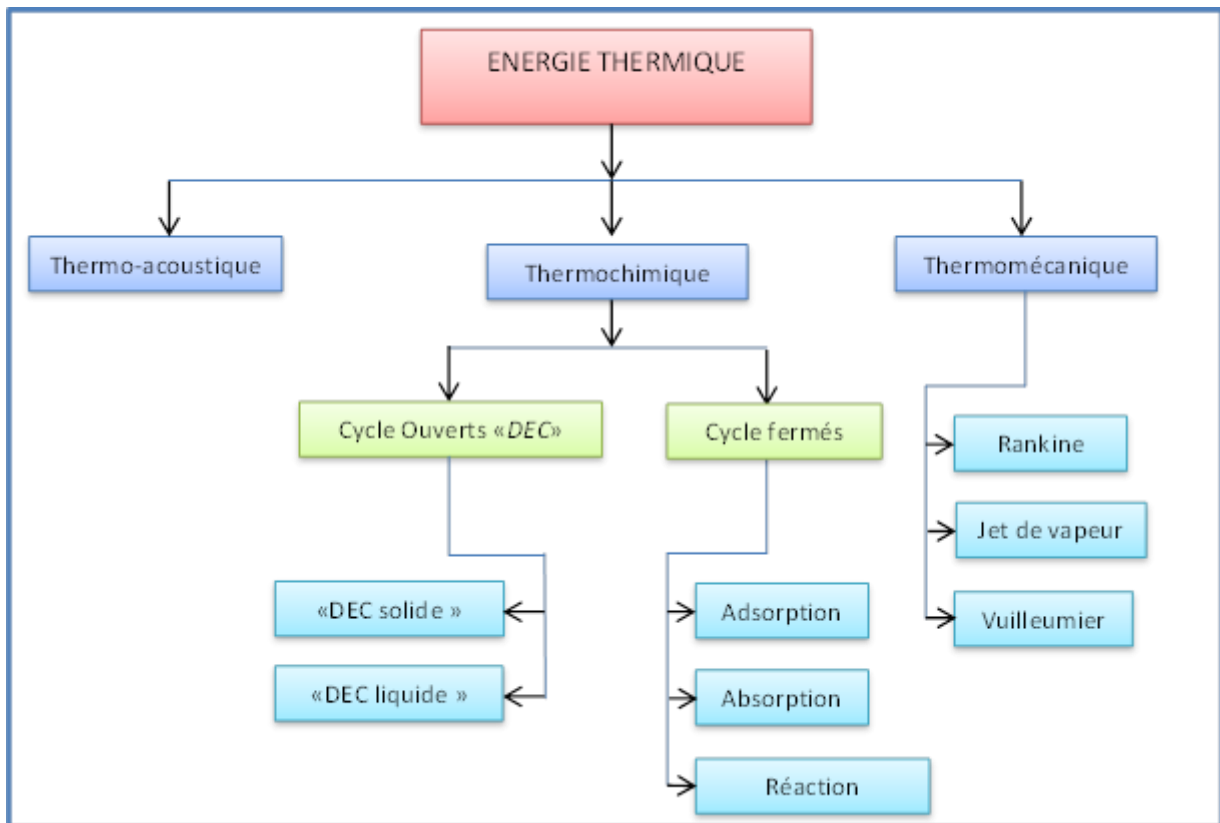 ENERGIE THERMIQUE
Thermo-acoustique
Thermochimique
Thermomécanique
Cycle Ouverts «DEC»
Cycle fermés
Rankine
Jet de vapeur
Vuilleumier
«DEC solide »
«DEC liquide »
Adsorption
Absorption
Réaction